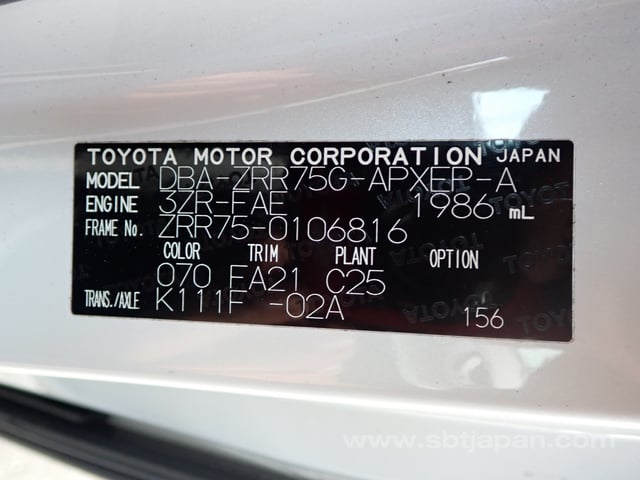 TOYOTA MOTOR CORPORATION JAPAN
MODEL DBA-ZRR75G-APXEP-A
ENGINE 3ZR-FAE 1986 mL
FRAME No. ZRR75-0106816
COLOR TRIM PLANT OPTION
070 FA21 C25
TRANS./AXLE K111F -02A
156
www.sbtjapan.com